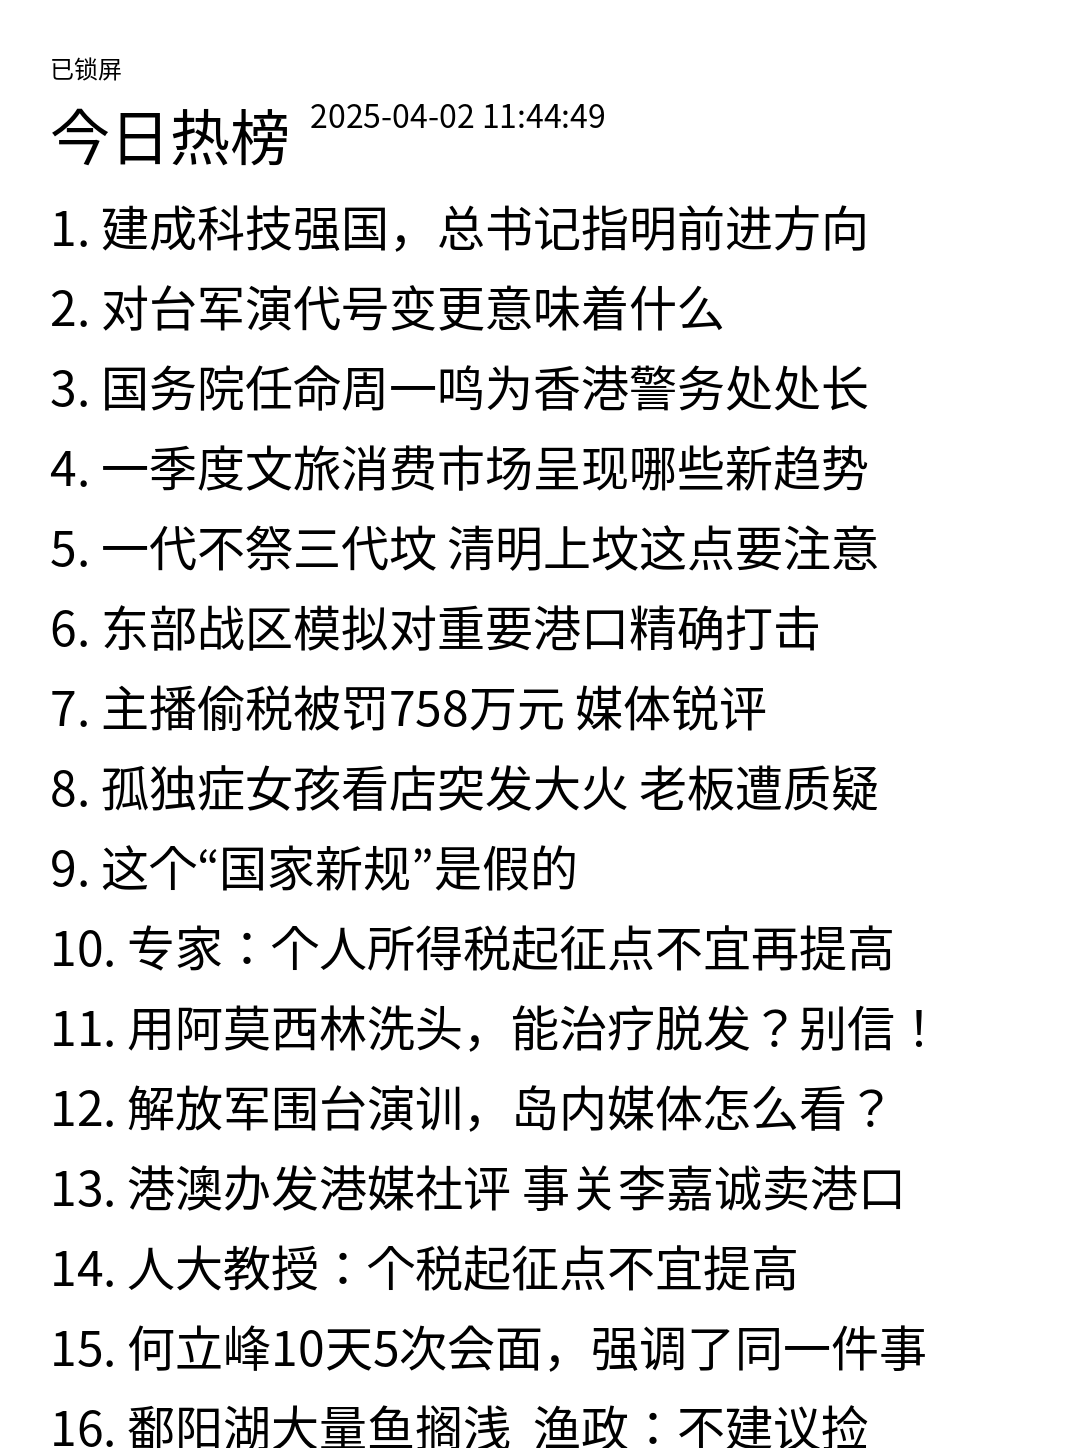 已锁屏
今日热榜 2025-04-02 11:44:49
1. 建成科技强国，总书记指明前进方向
2. 对台军演代号变更意味着什么
3. 国务院任命周一鸣为香港警务处处长
4. 一季度文旅消费市场呈现哪些新趋势
5. 一代不祭三代坟 清明上坟这点要注意
6. 东部战区模拟对重要港口精确打击
7. 主播偷税被罚758万元 媒体锐评
8. 孤独症女孩看店突发大火 老板遭质疑
9. 这个“国家新规”是假的
10. 专家：个人所得税起征点不宜再提高
11. 用阿莫西林洗头，能治疗脱发？别信！
12. 解放军围台演训，岛内媒体怎么看？
13. 港澳办发港媒社评 事关李嘉诚卖港口
14. 人大教授：个税起征点不宜提高
15. 何立峰10天5次会面，强调了同一件事
16. 鄱阳湖大量鱼搁浅 渔政：不建议捡